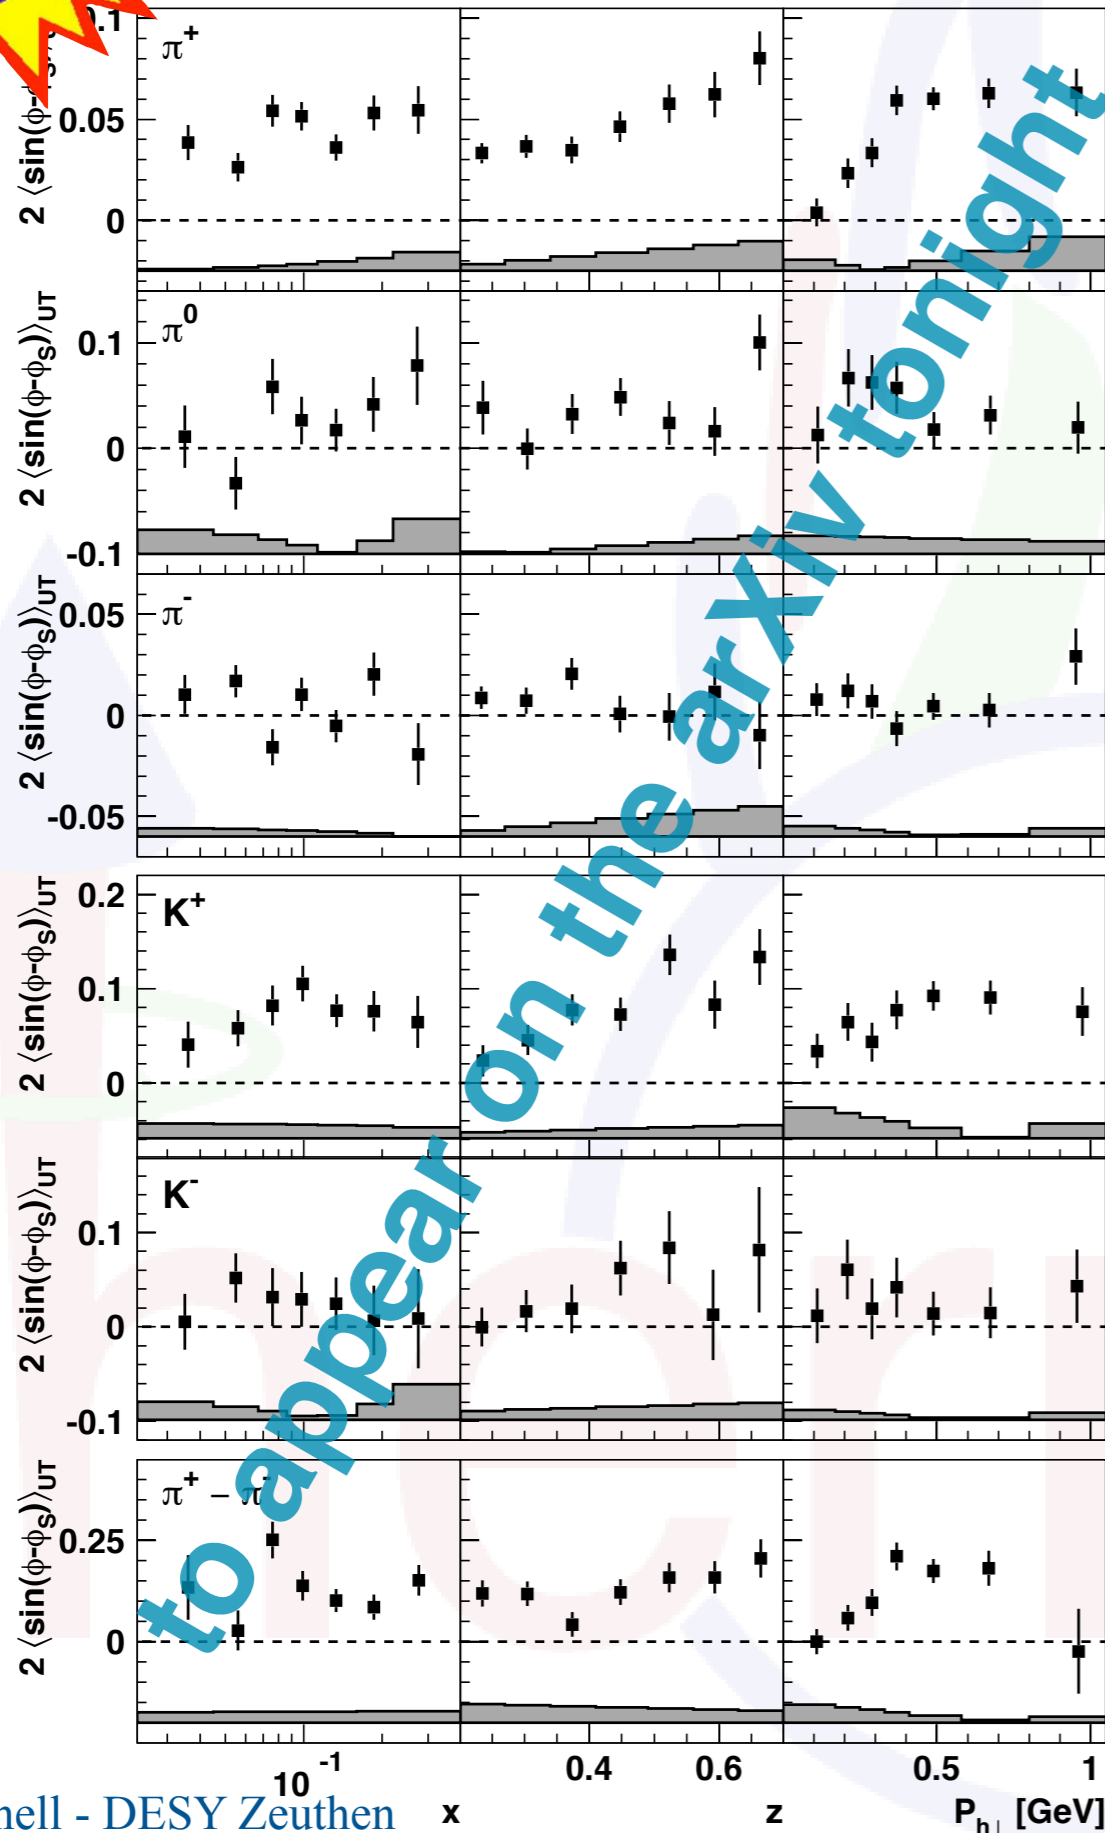 0.1
π+
2 ⟨sin(ϕ-ϕ
0.05
0
2 ⟨sin(ϕ-ϕS)⟩UT
π0
0.1
0
-0.1
2 ⟨sin(ϕ-ϕS)⟩UT
π-
0.05
0
-0.05
2 ⟨sin(ϕ-ϕS)⟩UT
K+
0.2
0.1
0
2 ⟨sin(ϕ-ϕS)⟩UT
K-
0.1
0
-0.1
2 ⟨sin(ϕ-ϕS)⟩UT
π+ – π-
0.25
0
to appear on the arxiv tonight
10-1
0.4 0.6
0.5 1
x
z
Ph⊥ [GeV]
- DESY Zeuthen